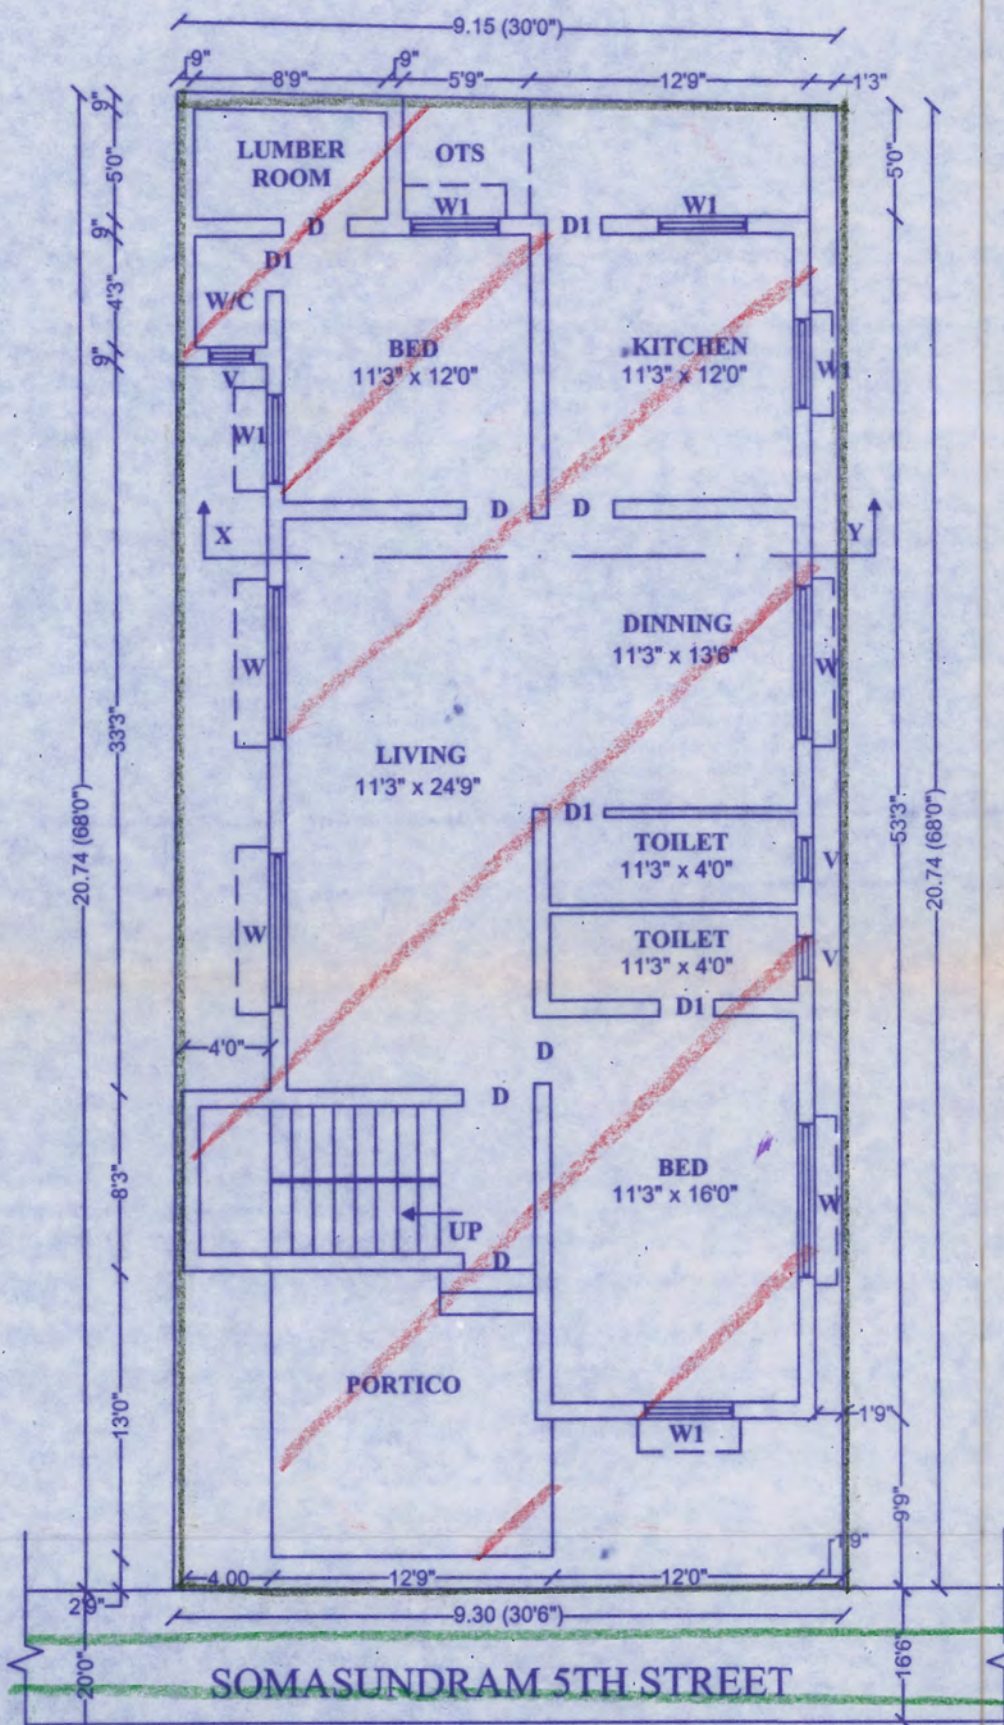 9.15 (30'0")
9"
8'9"
9"
5'9"
12'9"
1'3"
9"
5'0"
9"
4'3"
9"
33'3"
8'3"
13'0"
2'9"
20'0"
20.74 (68'0")
LUMBER
ROOM
OTS
W1
W1
D
D1
D1
W/C
V
W1
BED
11'3" x 12'0"
KITCHEN
11'3" x 12'0"
W1
D
D
X
Y
DINNING
11'3" x 13'6"
W
W
LIVING
11'3" x 24'9"
D1
TOILET
11'3" x 4'0"
V
W
TOILET
11'3" x 4'0"
V
D1
4'0"
D
D
BED
11'3" x 16'0"
W
UP
D
PORTICO
W1
1'9"
5'0"
53'3"
20.74 (68'0")
9'9"
1'9"
16'6"
4.00
12'9"
12'0"
9.30 (30'6")
SOMASUNDRAM 5TH STREET